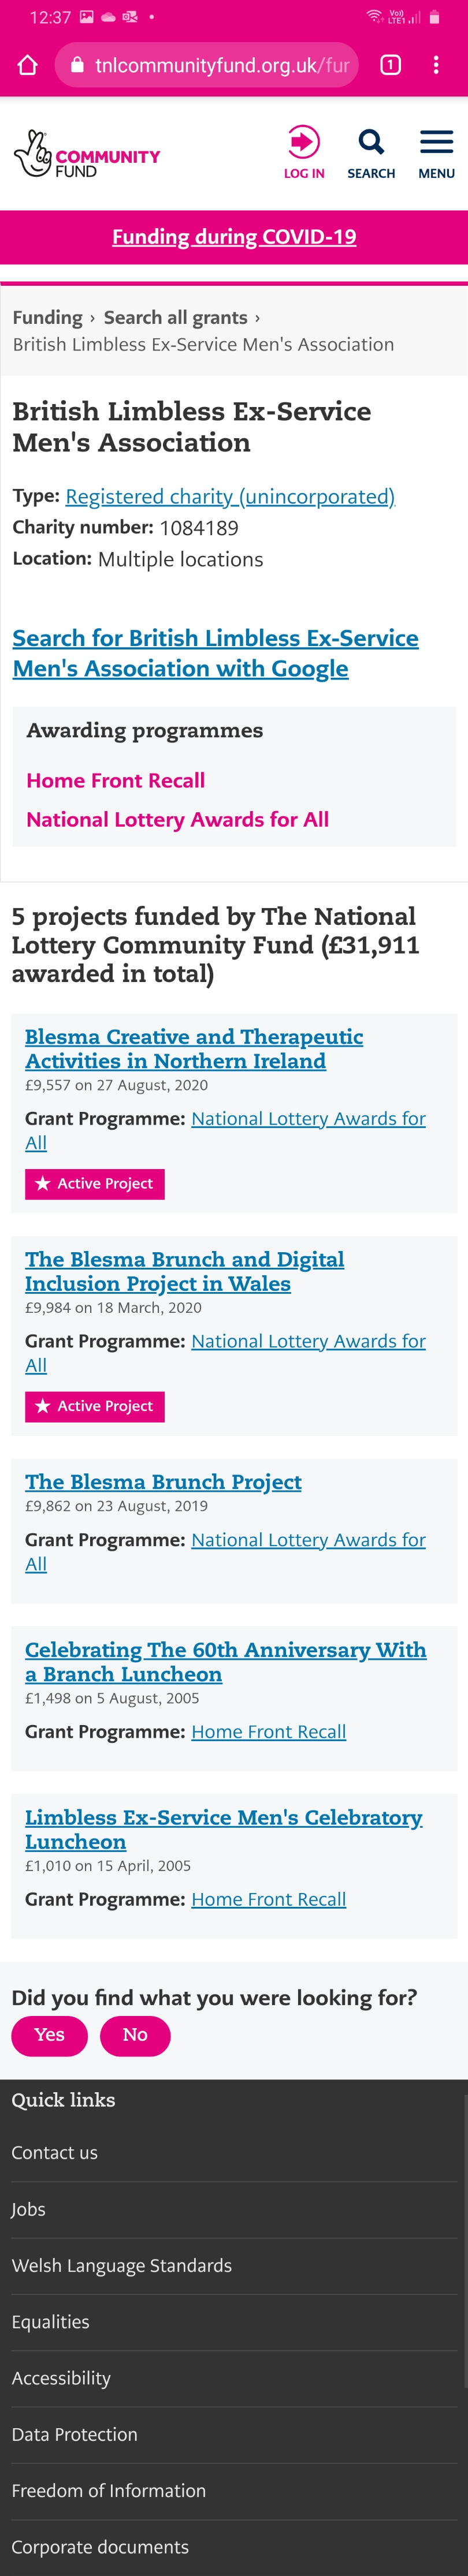 12:37
Vo))
LTE1
tnlcommunityfund.org.uk/fur
1
COMMUNITY
FUND
LOG IN
SEARCH
MENU
Funding during COVID-19
Funding › Search all grants ›
British Limbless Ex-Service Men's Association
British Limbless Ex-Service
Men's Association
Type: Registered charity (unincorporated)
Charity number: 1084189
Location: Multiple locations
Search for British Limbless Ex-Service
Men's Association with Google
Awarding programmes
Home Front Recall
National Lottery Awards for All
5 projects funded by The National
Lottery Community Fund (£31,911
awarded in total)
Blesma Creative and Therapeutic
Activities in Northern Ireland
£9,557 on 27 August, 2020
Grant Programme: National Lottery Awards for
All
★ Active Project
The Blesma Brunch and Digital
Inclusion Project in Wales
£9,984 on 18 March, 2020
Grant Programme: National Lottery Awards for
All
★ Active Project
The Blesma Brunch Project
£9,862 on 23 August, 2019
Grant Programme: National Lottery Awards for
All
Celebrating The 60th Anniversary With
a Branch Luncheon
£1,498 on 5 August, 2005
Grant Programme: Home Front Recall
Limbless Ex-Service Men's Celebratory
Luncheon
£1,010 on 15 April, 2005
Grant Programme: Home Front Recall
Did you find what you were looking for?
Yes
No
Quick links
Contact us
Jobs
Welsh Language Standards
Equalities
Accessibility
Data Protection
Freedom of Information
Corporate documents